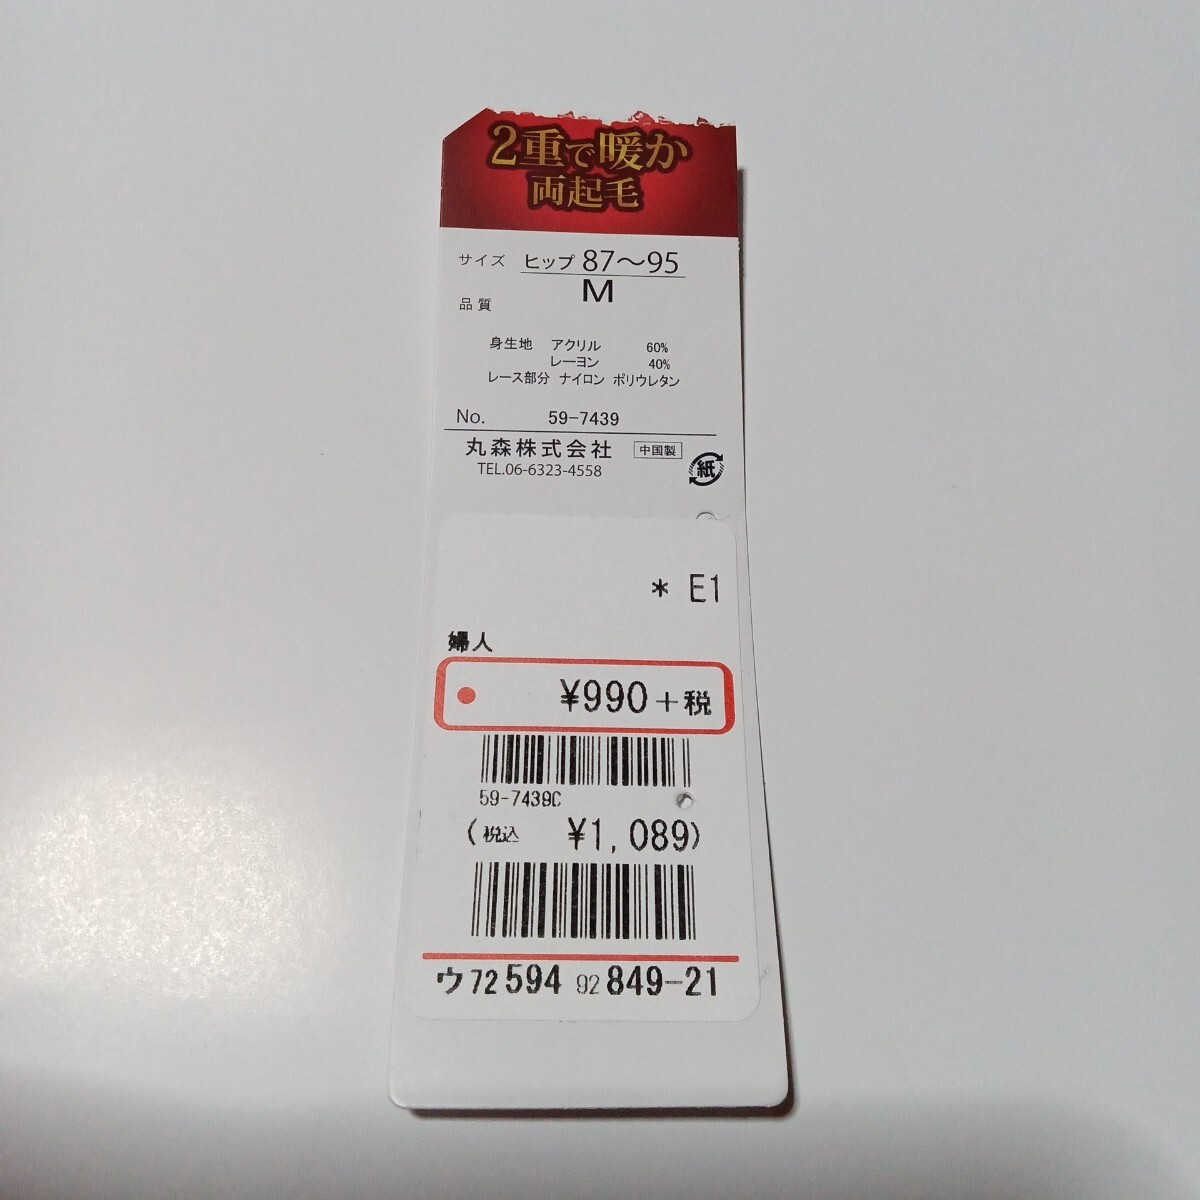 2重で暖か
両起毛
サイズ ヒップ 87～95
M
品質
身生地 アクリル 60%
レーヨン 40%
レース部分 ナイロン ポリウレタン
No. 59-7439
丸森株式会社 中国製
TEL.06-6323-4558
紙
* E1
婦人
¥990+税
59-7439C
(税込 ¥1,089)
ウ72 594 92 849-21